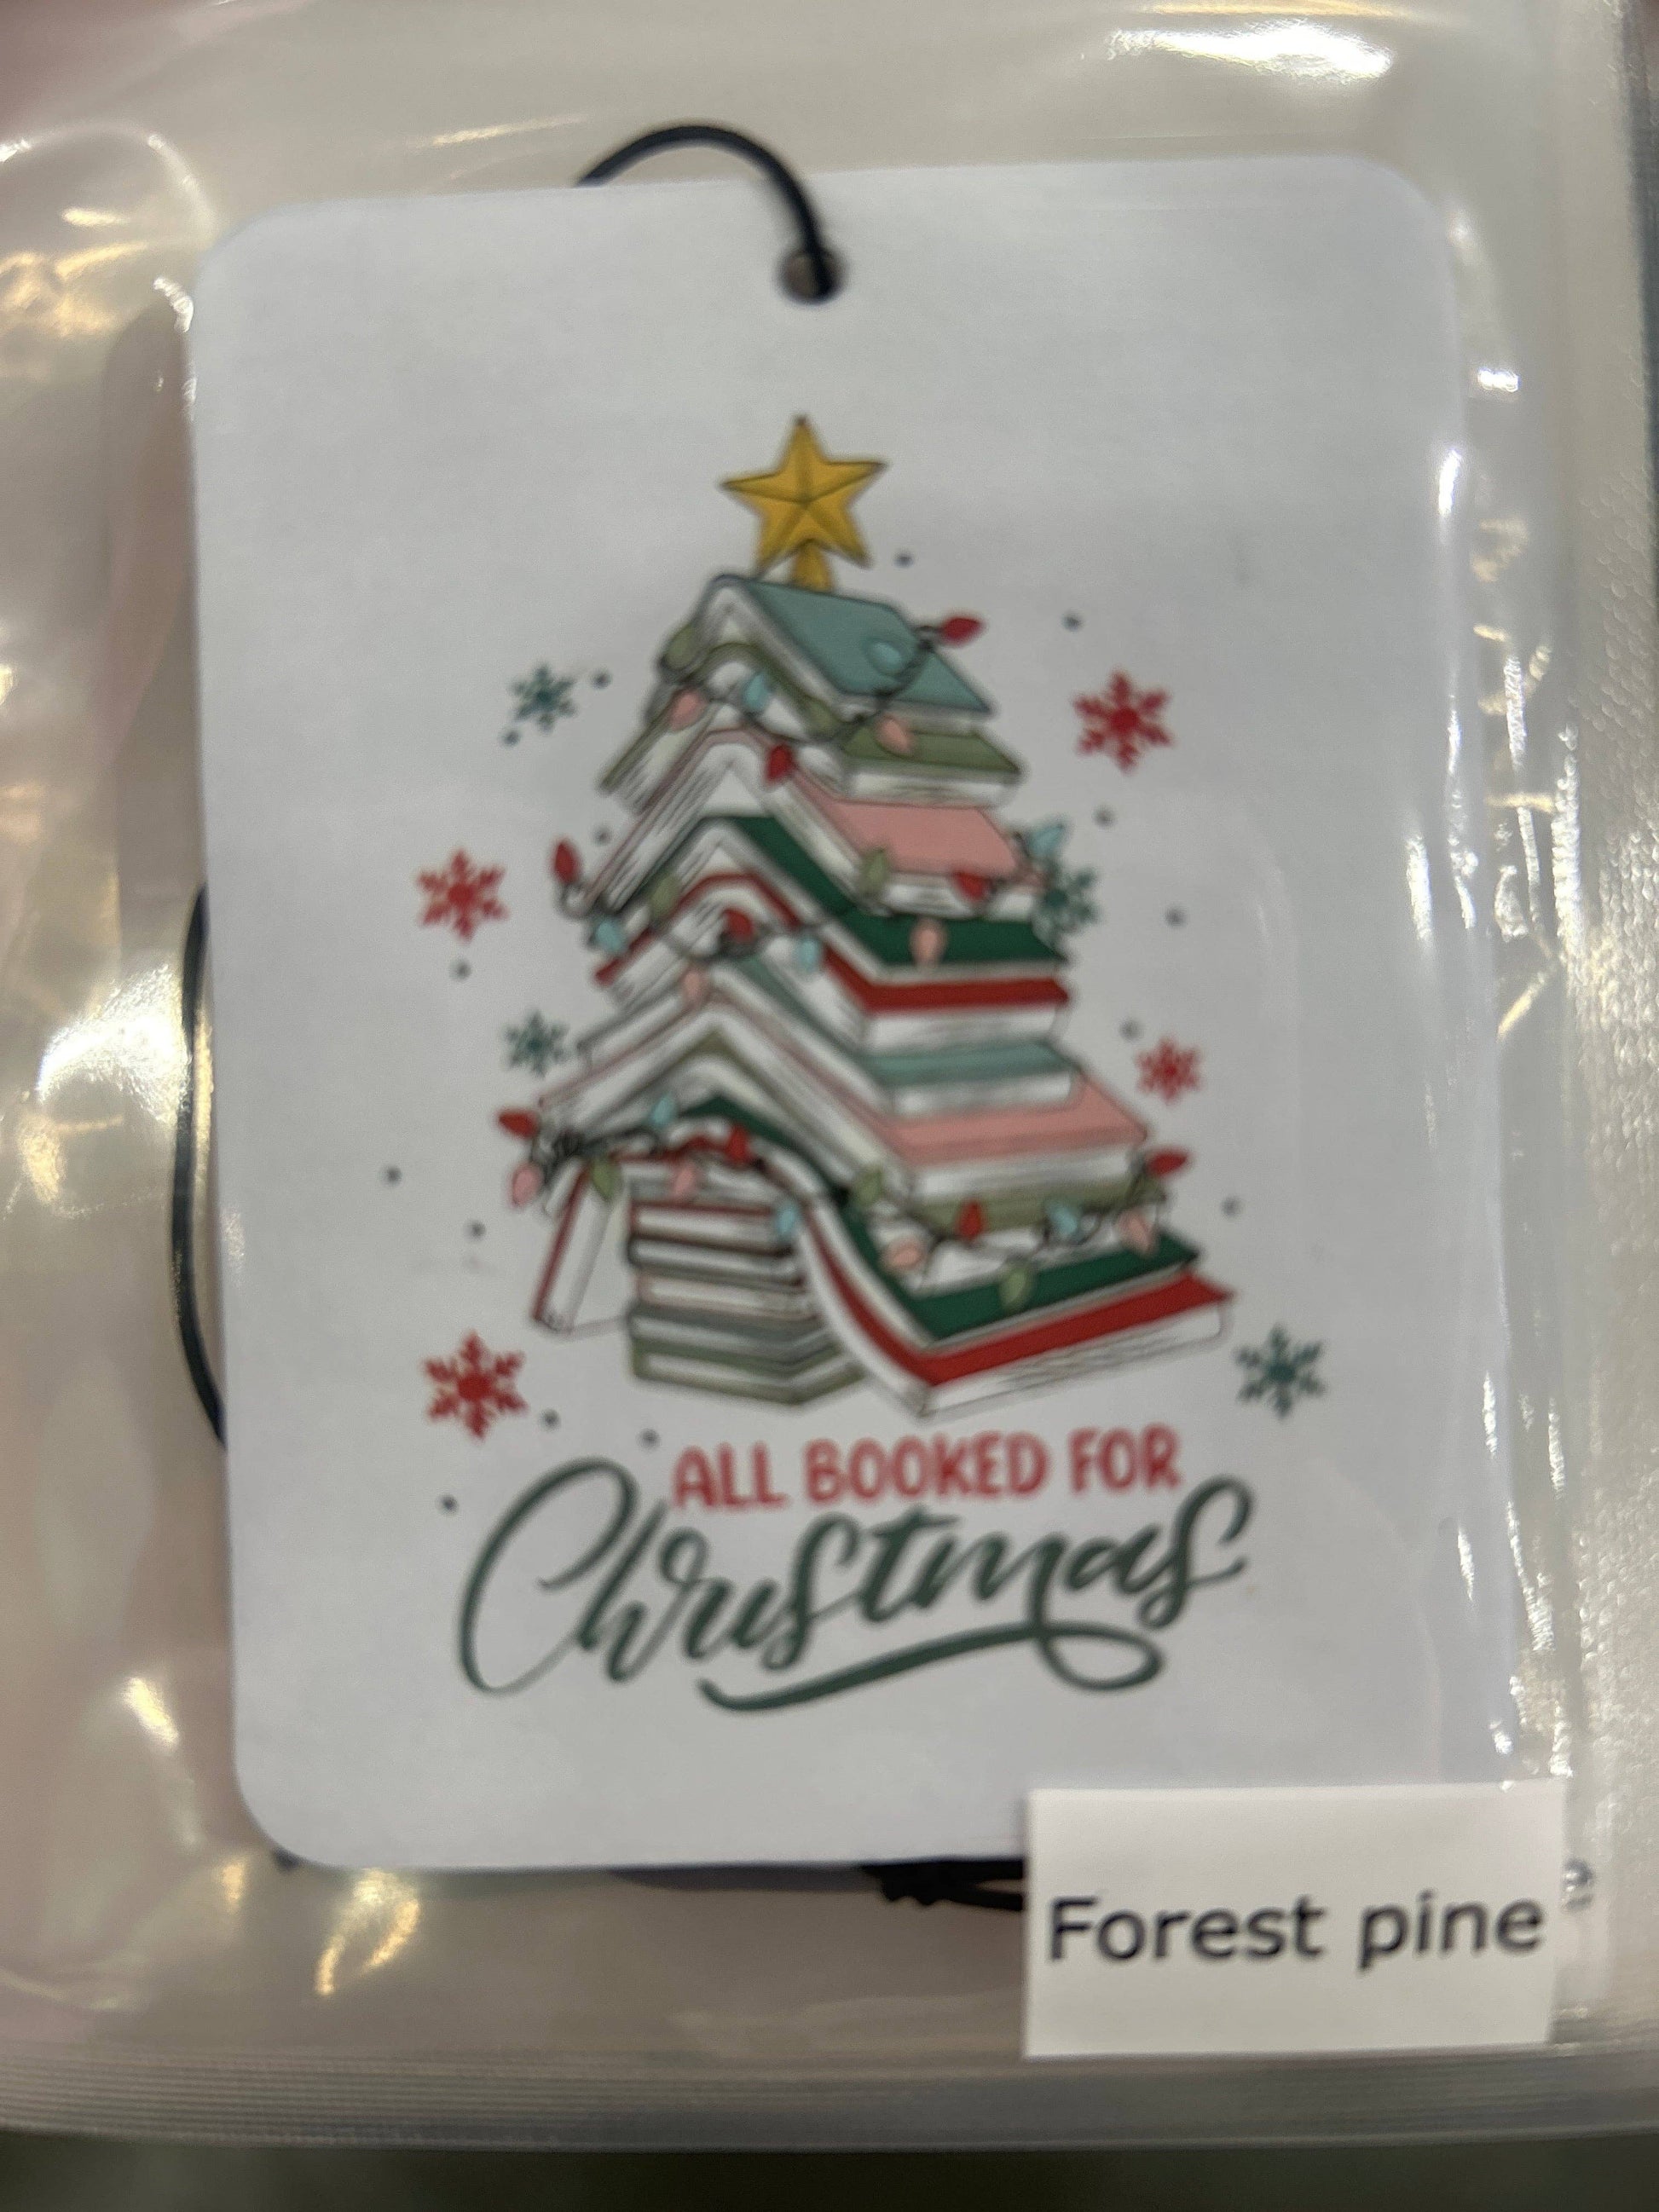 ALL BOOKED FOR
Christmas
Forest pine